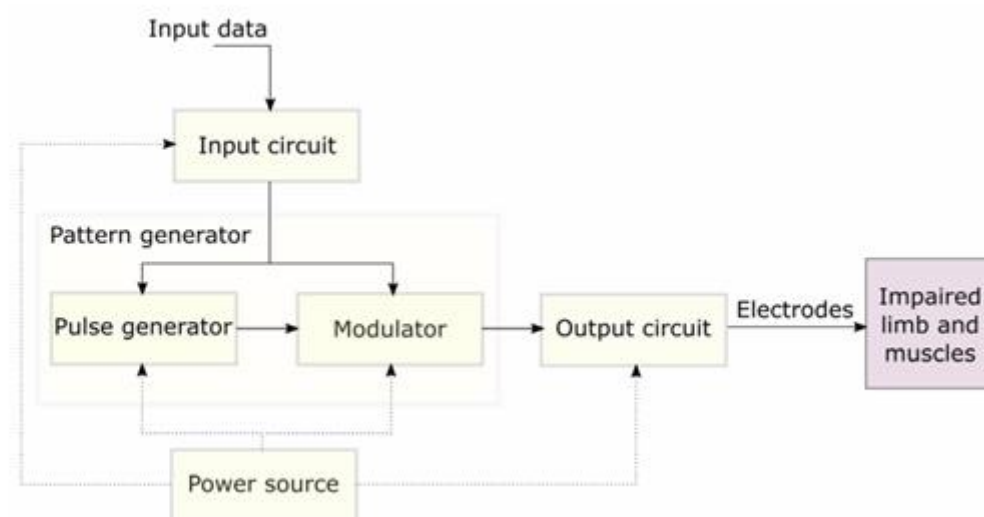 Input data
Input circuit
Pattern generator
Pulse generator
Modulator
Output circuit
Electrodes
Impaired
limb and
muscles
Power source